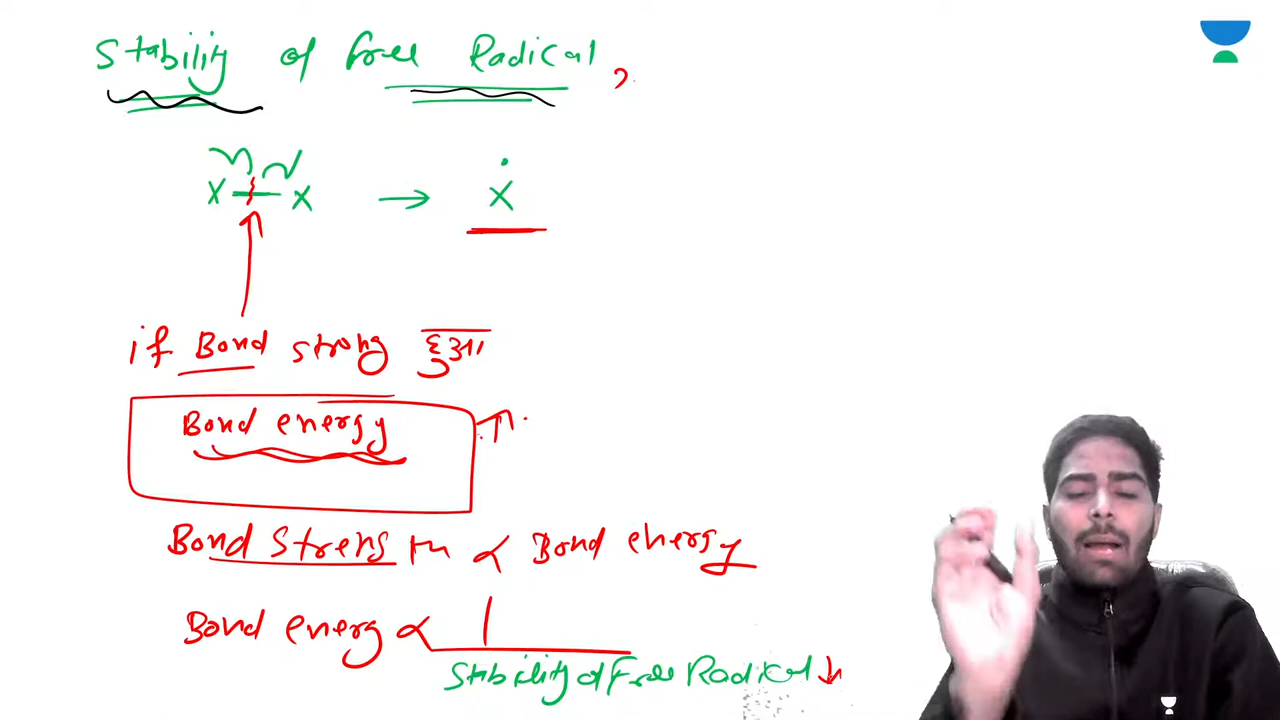 Stability of free Radical ,
X — X → Ẋ
if Bond strong
Bond energy ↑
Bond Strength ∝ Bond energy
Bond energy ∝ 1
Stability of Free Radical ↓